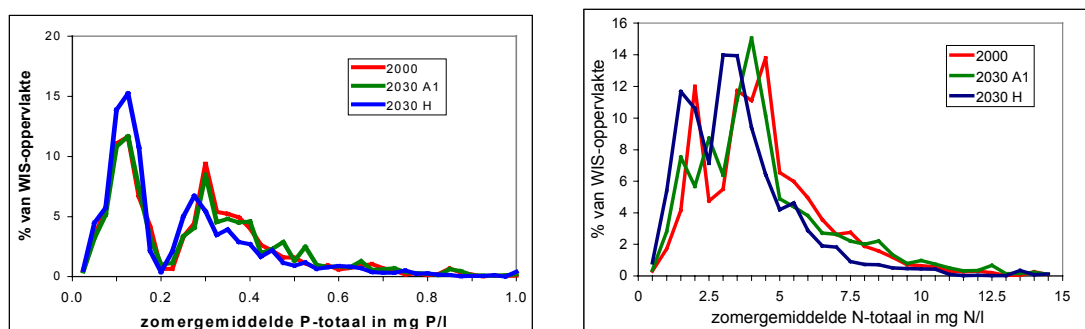 20
15
10
5
0
% van WIS-oppervlakte
2000
2030 A1
2030 H
0.0 0.2 0.4 0.6 0.8 1.0
zomergemiddelde P-totaal in mg P/l
16
14
12
10
8
6
4
2
0
% van WIS-oppervlakte
2000
2030 A1
2030 H
0 2.5 5 7.5 10 12.5 15
zomergemiddelde N-totaal in mg N/l